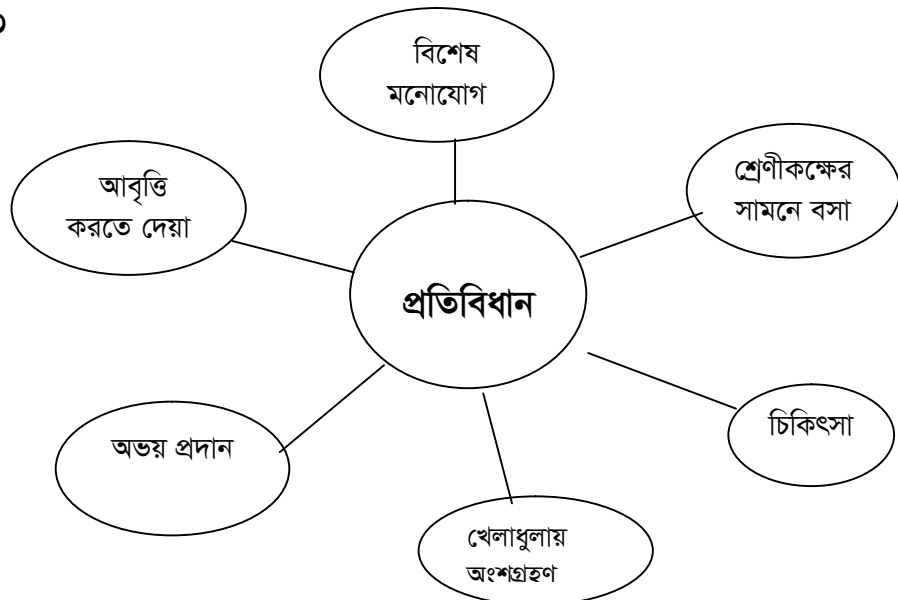 বিশেষ
মনোযোগ
শ্রেণীকক্ষের
সামনে বসা
আবৃত্তি
করতে দেয়া
প্রতিবিধান
চিকিৎসা
অভয় প্রদান
খেলাধুলায়
অংশগ্রহণ